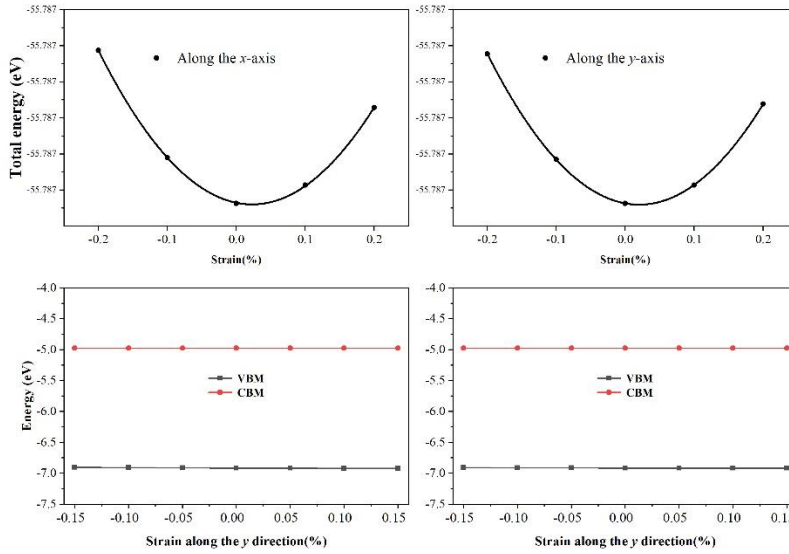 Total energy (eV)
-55.787
-55.787
-55.787
-55.787
-55.787
-55.787
Along the x-axis
-0.2 -0.1 0.0 0.1 0.2
Strain(%)
-55.787
-55.787
-55.787
-55.787
-55.787
-55.787
Along the y-axis
-0.2 -0.1 0.0 0.1 0.2
Strain(%)
Energy (eV)
-4.0
-4.5
-5.0
-5.5
-6.0
-6.5
-7.0
-7.5
VBM
CBM
-0.15 -0.10 -0.05 0.00 0.05 0.10 0.15
Strain along the y direction(%)
-4.0
-4.5
-5.0
-5.5
-6.0
-6.5
-7.0
-7.5
VBM
CBM
-0.15 -0.10 -0.05 0.00 0.05 0.10 0.15
Strain along the y direction(%)